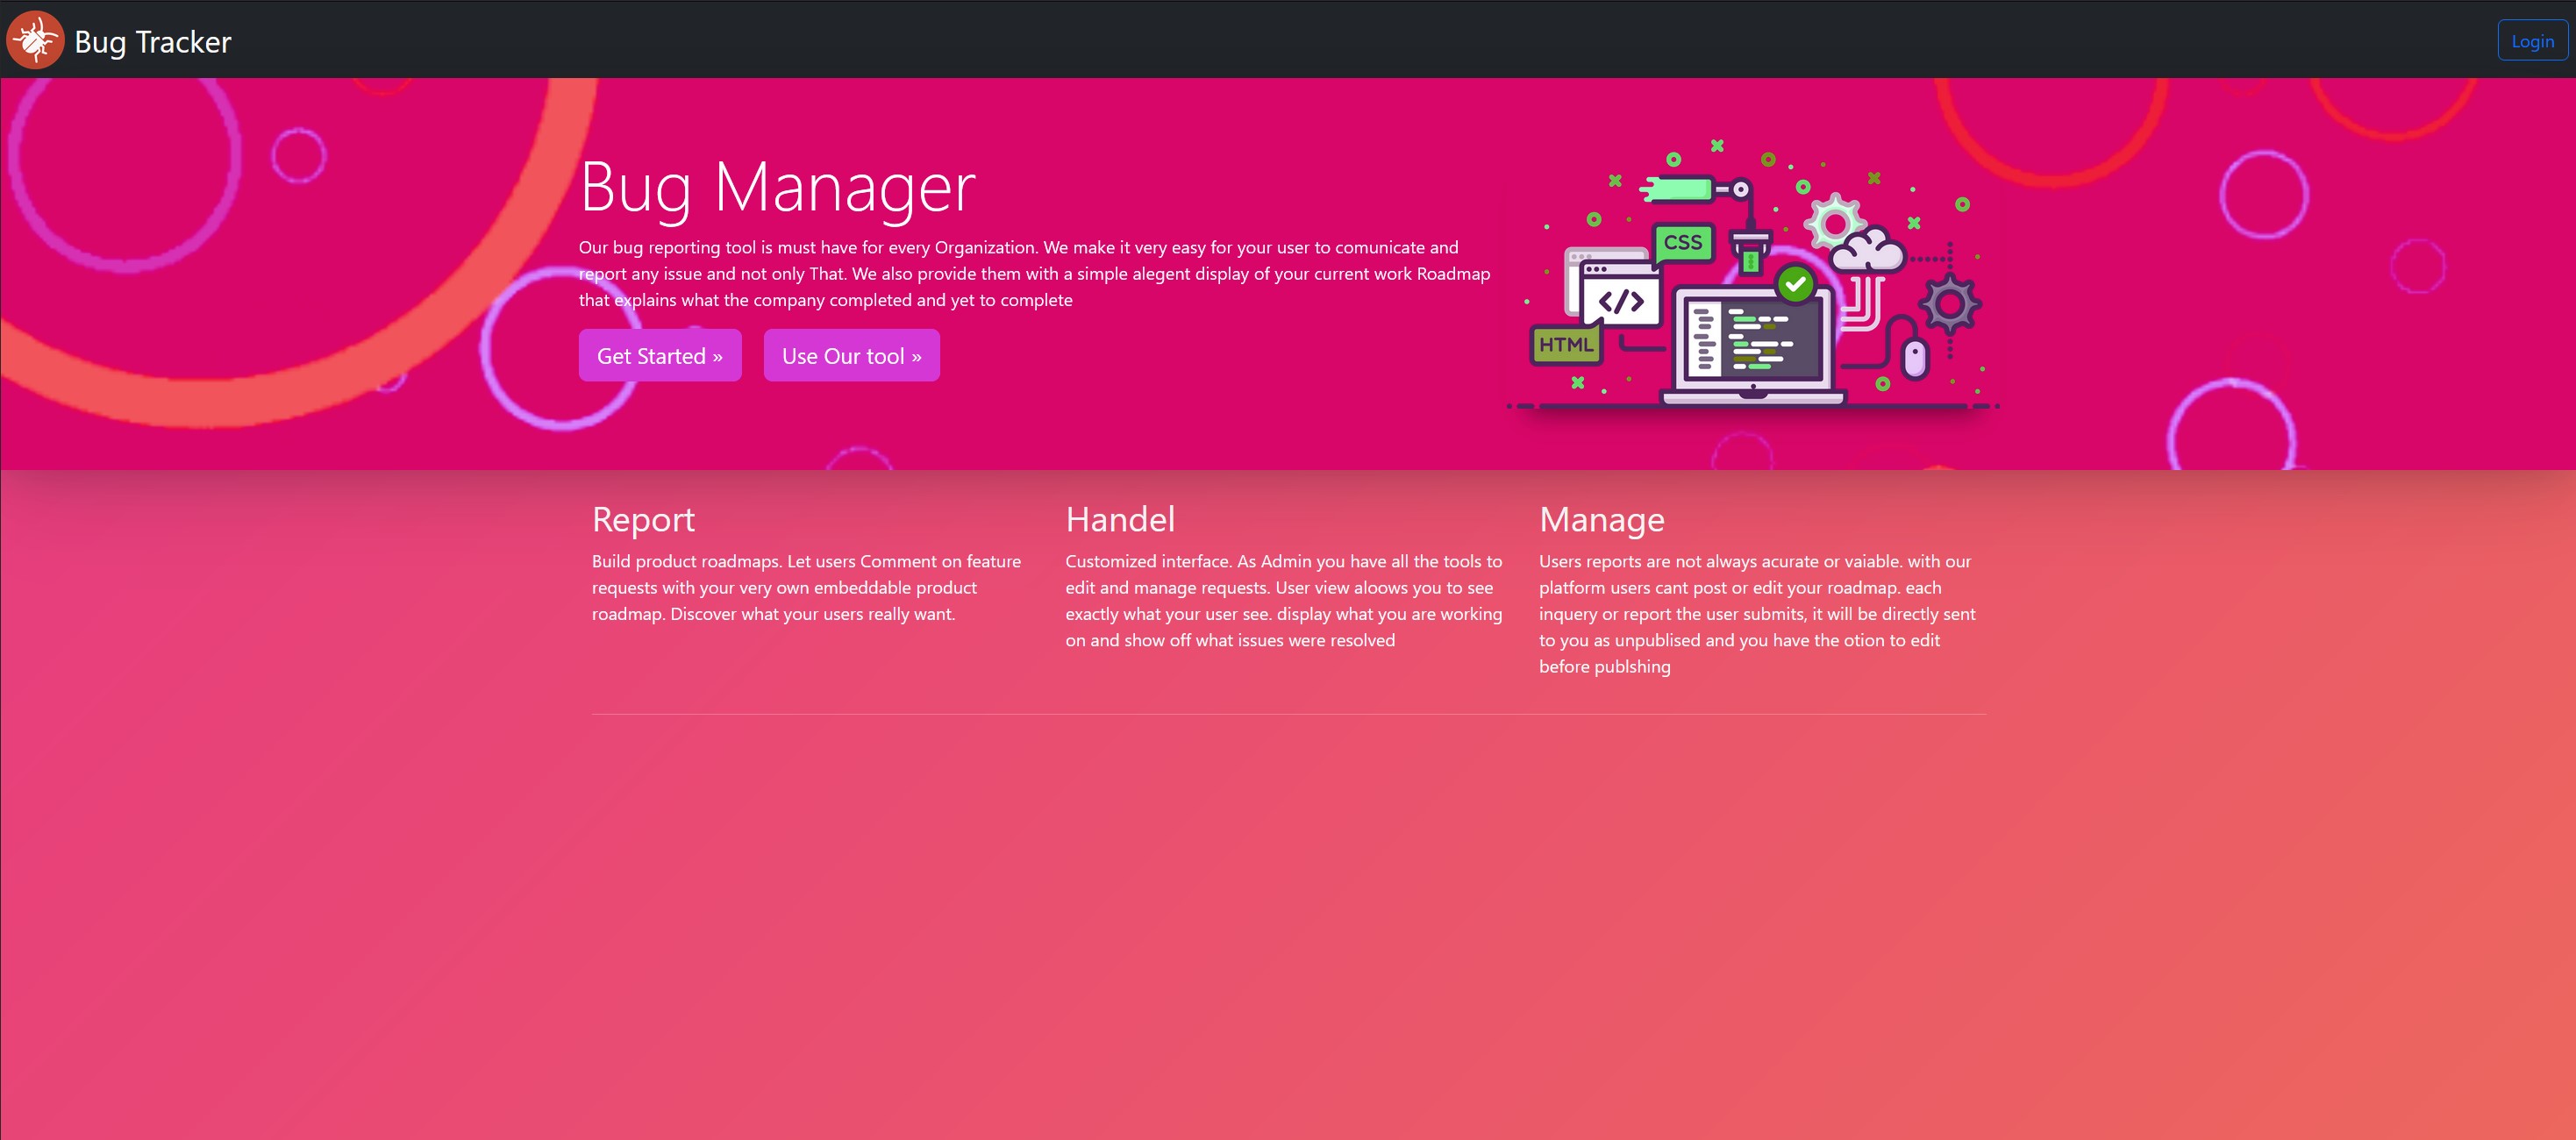 Bug Tracker
Login
Bug Manager
Our bug reporting tool is must have for every Organization. We make it very easy for your user to comunicate and
report any issue and not only That. We also provide them with a simple alegent display of your current work Roadmap
that explains what the company completed and yet to complete
Get Started »
Use Our tool »
CSS
</>
HTML
Report
Build product roadmaps. Let users Comment on feature
requests with your very own embeddable product
roadmap. Discover what your users really want.
Handel
Customized interface. As Admin you have all the tools to
edit and manage requests. User view aloows you to see
exactly what your user see. display what you are working
on and show off what issues were resolved
Manage
Users reports are not always acurate or vaiable. with our
platform users cant post or edit your roadmap. each
inquery or report the user submits, it will be directly sent
to you as unpublised and you have the otion to edit
before publshing